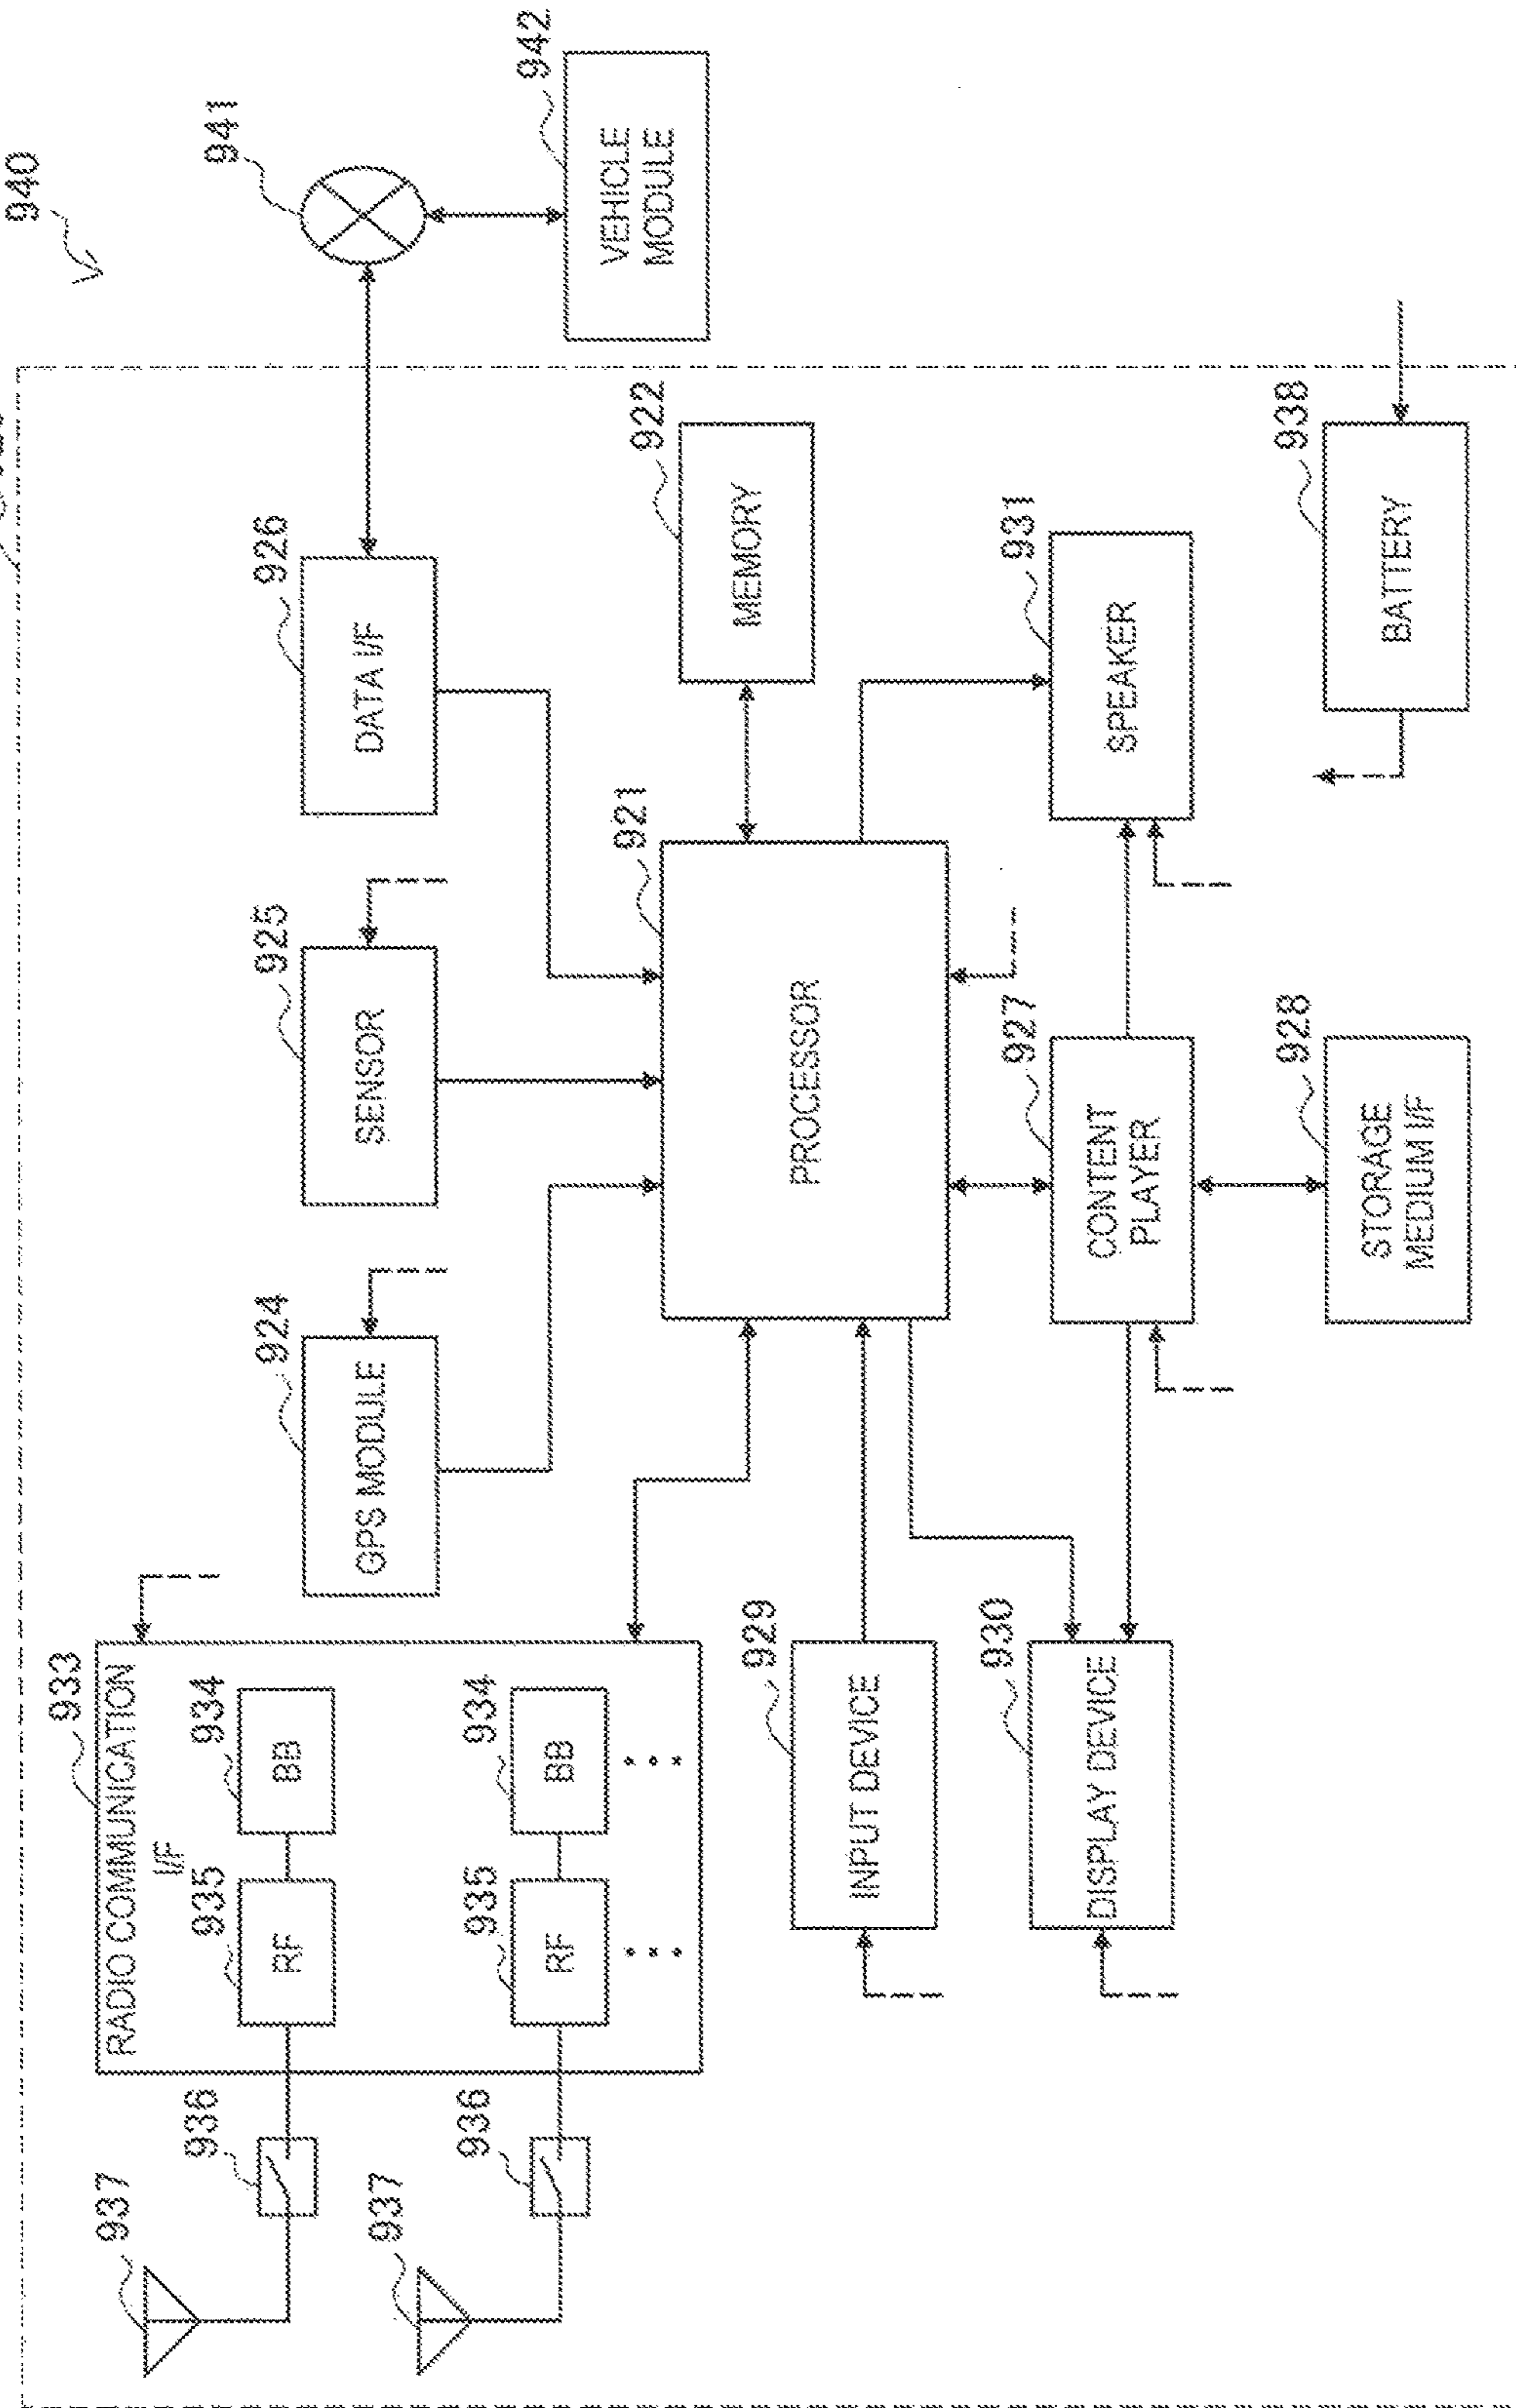 940
941
942
VEHICLE
MODULE
933
RADIO COMMUNICATION
I/F
937
936
935
RF
934
BB
937
936
935
RF
934
BB
924
GPS MODULE
925
SENSOR
926
DATA I/F
921
PROCESSOR
922
MEMORY
929
INPUT DEVICE
930
DISPLAY DEVICE
927
CONTENT
PLAYER
931
SPEAKER
928
STORAGE
MEDIUM I/F
938
BATTERY